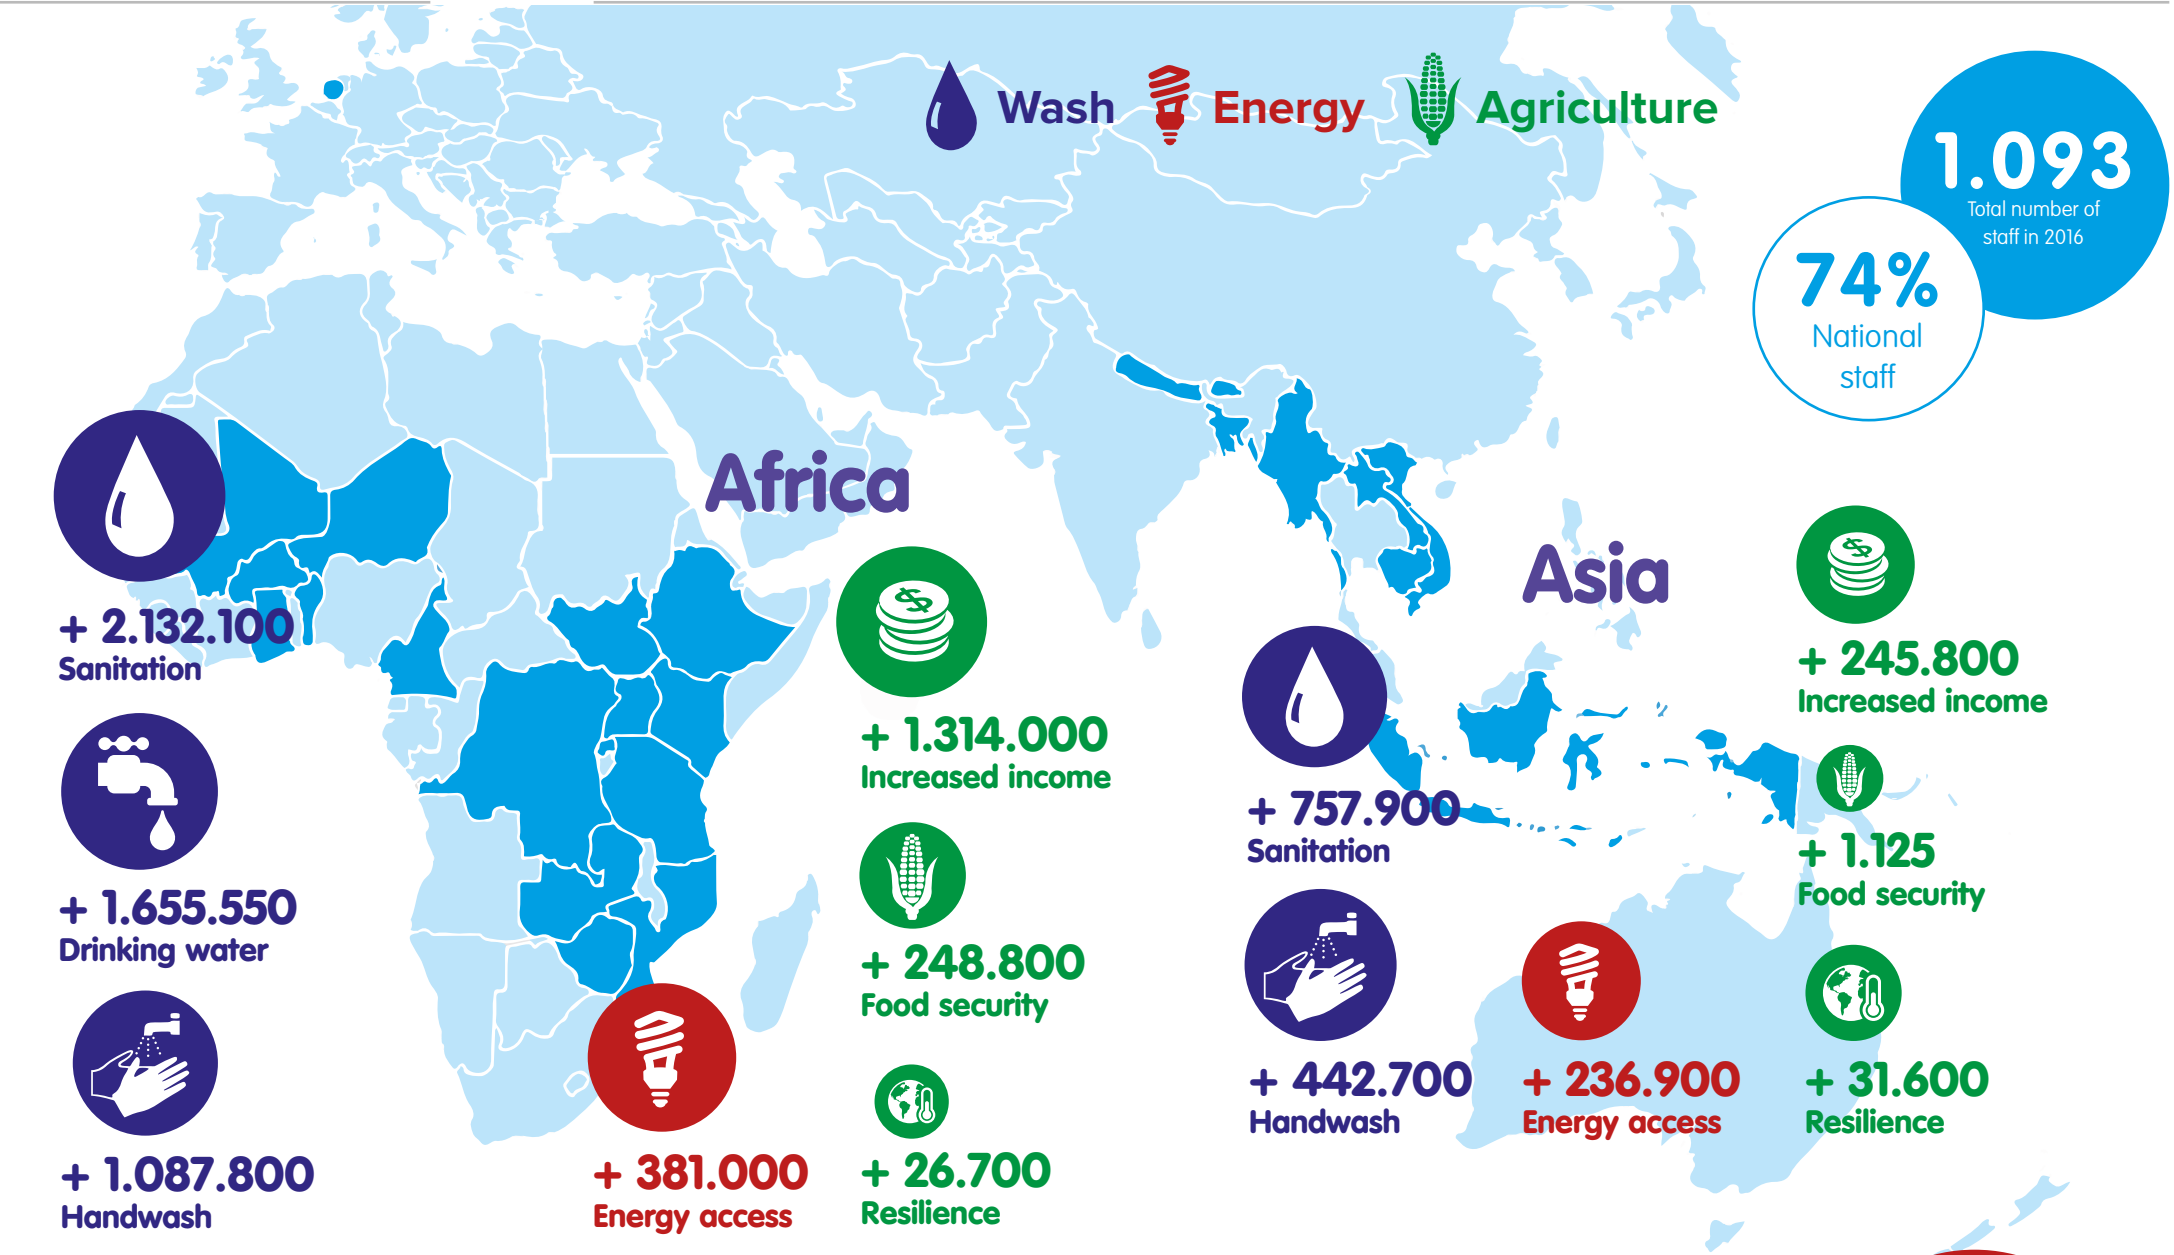 Wash
Energy
Agriculture
1.093
Total number of
staff in 2016
74%
National
staff
Africa
+ 2.132.100
Sanitation
+ 1.655.550
Drinking water
+ 1.087.800
Handwash
+ 1.314.000
Increased income
+ 248.800
Food security
+ 381.000
Energy access
+ 26.700
Resilience
Asia
+ 757.900
Sanitation
+ 442.700
Handwash
+ 236.900
Energy access
+ 245.800
Increased income
+ 1.125
Food security
+ 31.600
Resilience